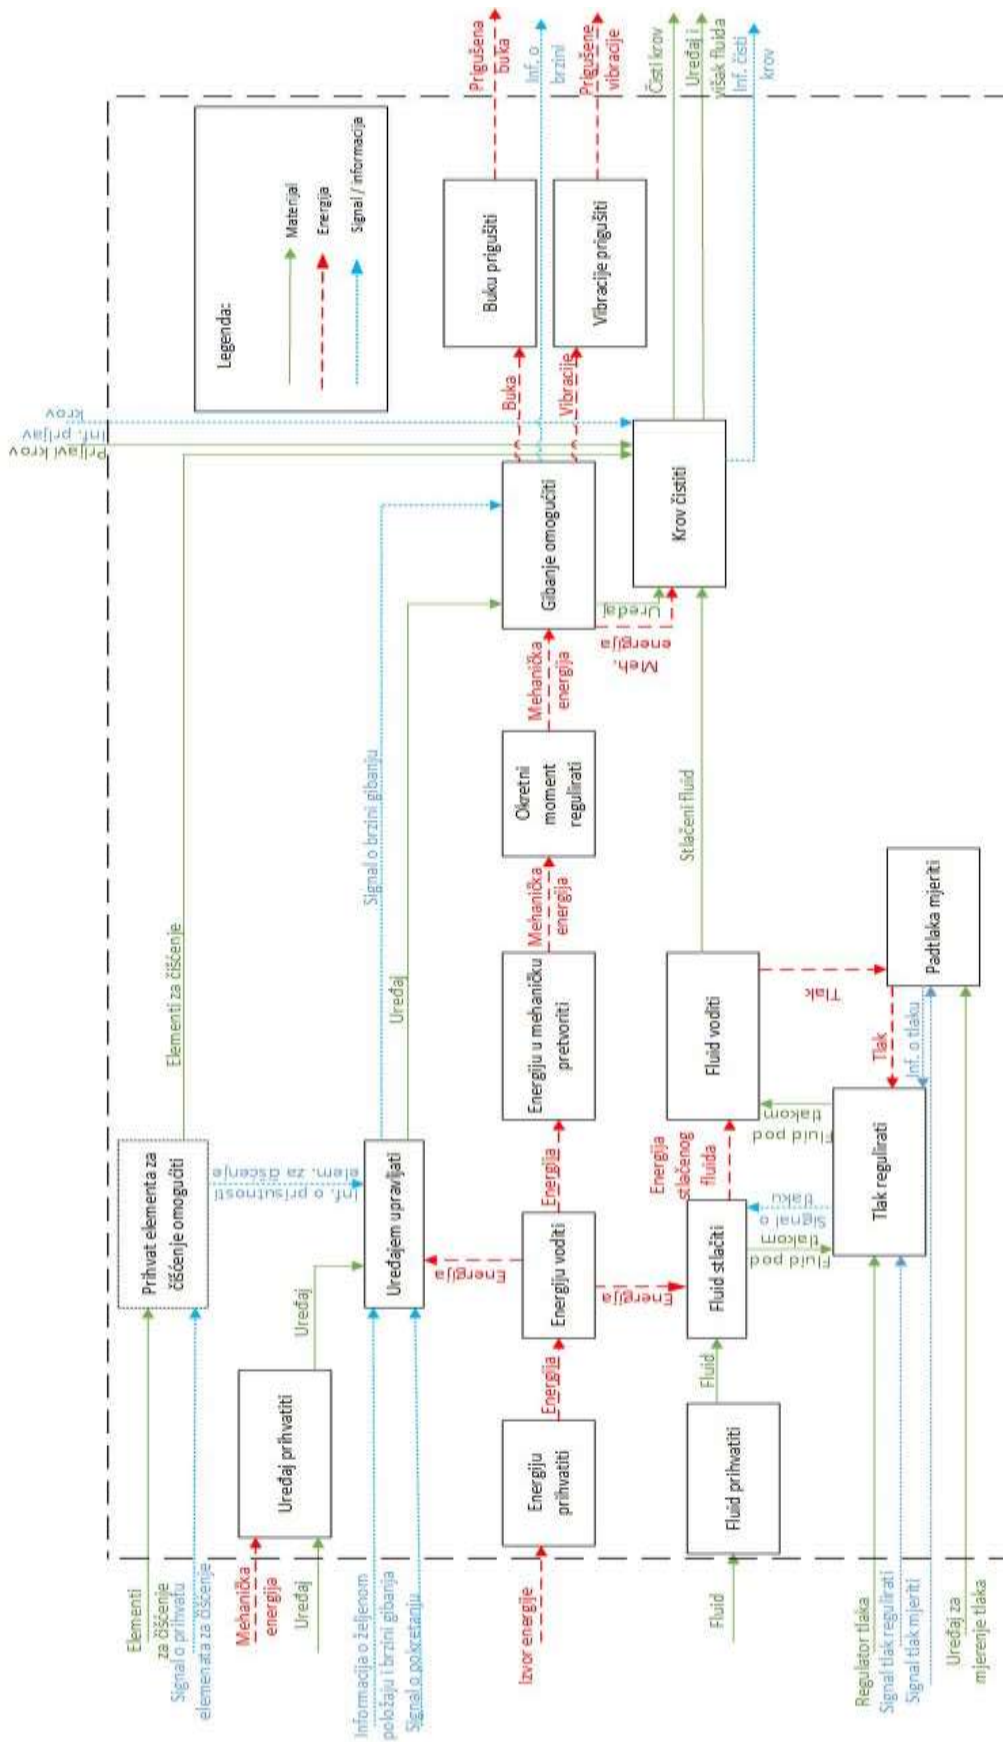 Elementi
za čišćenje
Signal o prihvatu
elemenata za čišćenje
Mehanička
energija
Uređaj
Informacija o željenom
položaju i brzini gibanja
Signal o pokretanju
Izvor energije
Fluid
Regulator tlaka
Signal tlak regulirati
Signal tlak mjeriti
Uređaj za
mjerenje tlaka
Prihvat elementa za
čišćenje omogućiti
Elementi za čišćenje
Inf. o prisutnosti
elem. za čišćenje
Uređaj prihvatiti
Uređaj
Uređajem upravljati
Signal o brzini gibanju
Uređaj
Energija
Energiju
prihvatiti
Energija
Energiju voditi
Energija
Energiju u mehaničku
pretvoriti
Mehanička
energija
Okretni
moment
regulirati
Mehanička
energija
Gibanje omogućiti
Buka
Vibracije
Buku prigušiti
Vibracije prigušiti
Energija
Fluid prihvatiti
Fluid
Fluid stlačiti
Energija
stlačenog
fluida
Fluid voditi
Stlačeni fluid
Uređaj
Meh.
energija
Krov čistiti
Fluid pod
tlakom
Signal o
tlaku
Fluid pod
tlakom
Tlak regulirati
Tlak
Tlak
Inf. o tlaku
Padtlaka mjeriti
Prljavi krov
Inf. prljav
krov
Legenda:
Materijal
Energija
Signal / informacija
Prigušena
buka
Inf. o
brzini
Prigušene
vibracije
Čisti krov
Uređaj i
višak fluida
Inf. čisti
krov